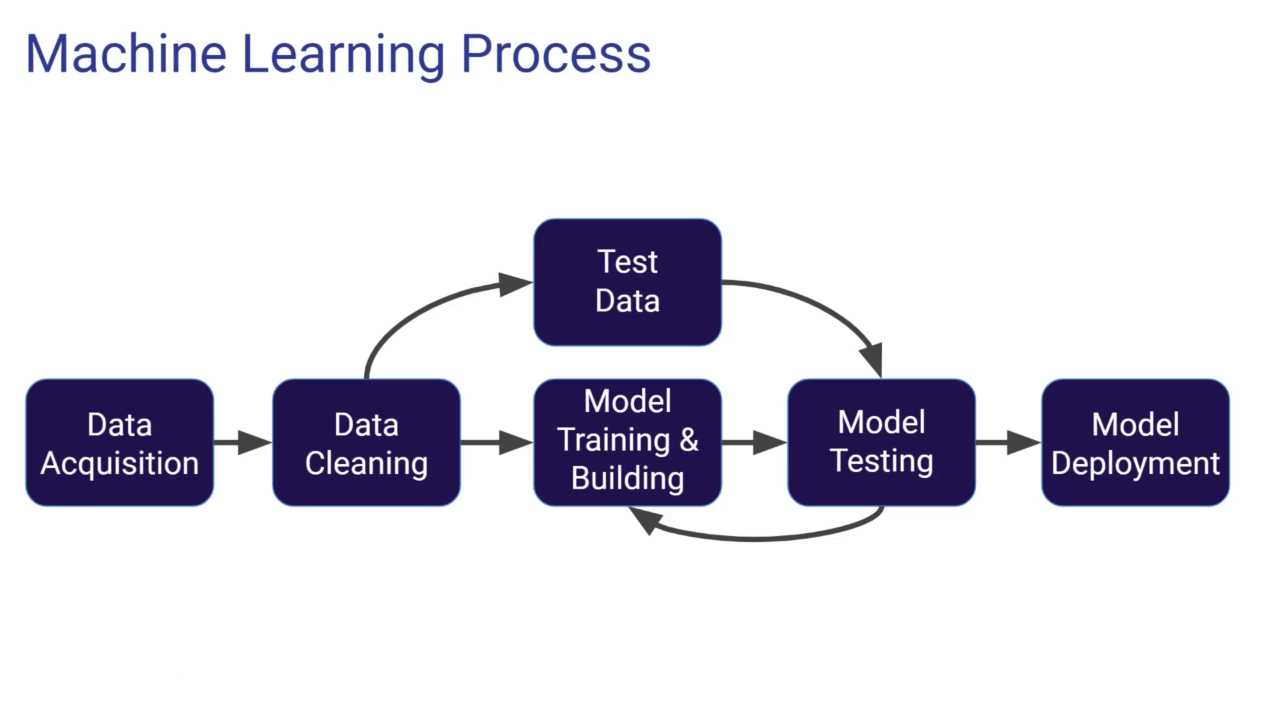 Machine Learning Process
Test
Data
Data
Acquisition
Data
Cleaning
Model
Training &
Building
Model
Testing
Model
Deployment